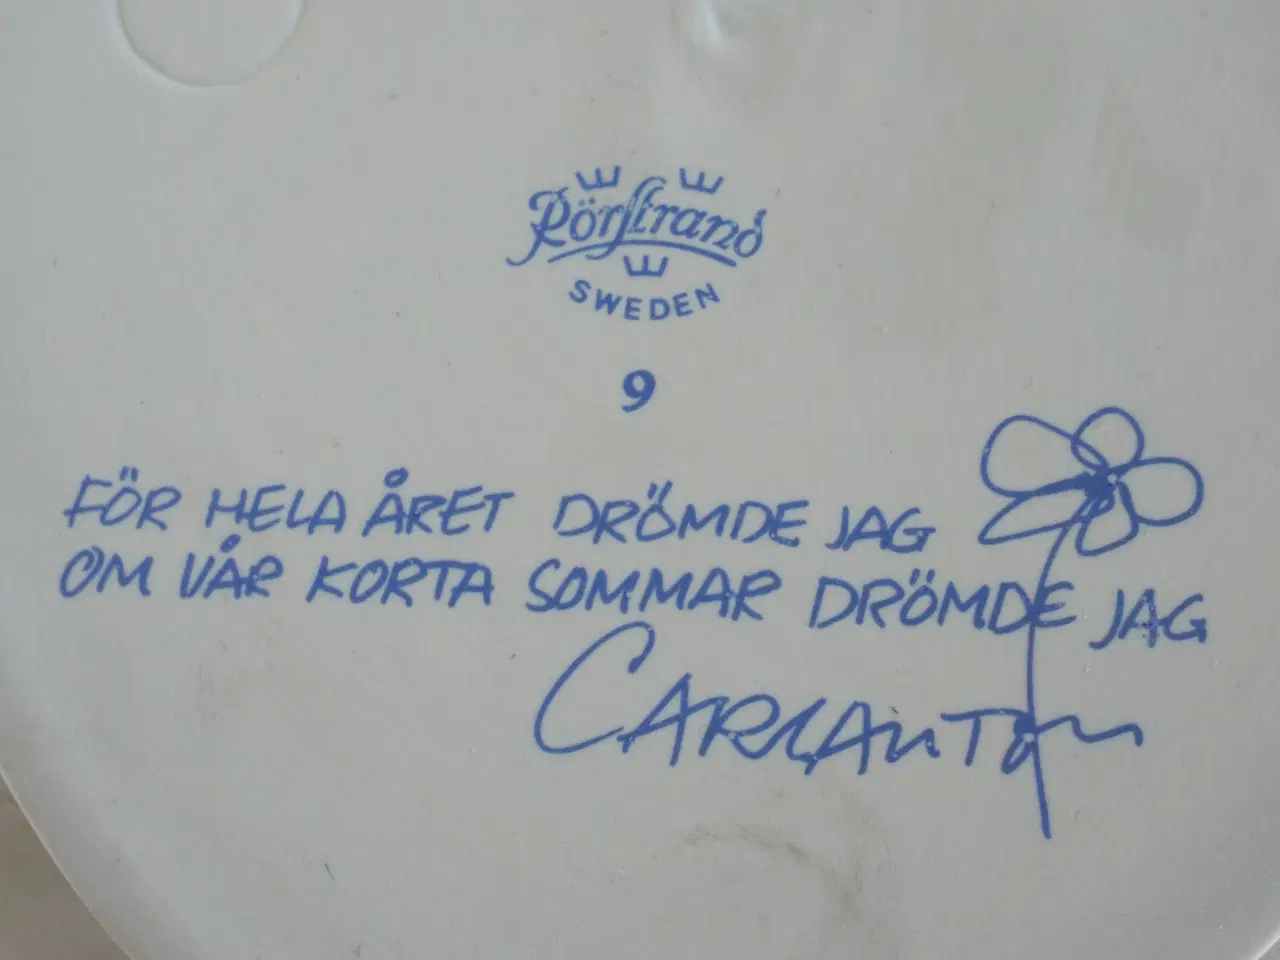 Rörstrand
SWEDEN
9
FÖR HELA ÅRET DRÖMDE JAG
OM VÅR KORTA SOMMAR DRÖMDE JAG
CARLANTON